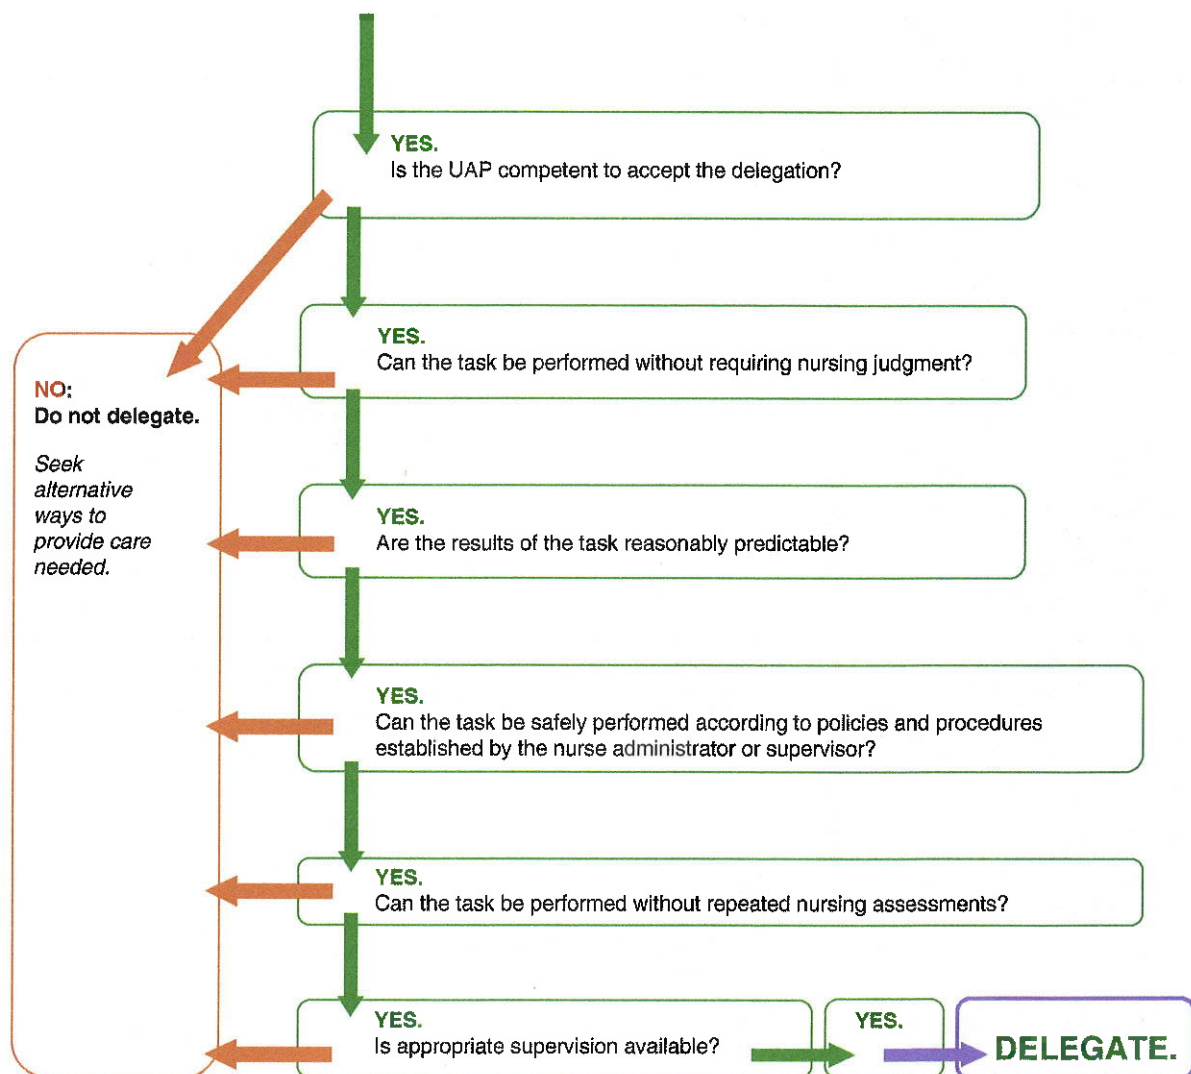 YES.
Is the UAP competent to accept the delegation?
YES.
Can the task be performed without requiring nursing judgment?
NO:
Do not delegate.
Seek
alternative
ways to
provide care
needed.
YES.
Are the results of the task reasonably predictable?
YES.
Can the task be safely performed according to policies and procedures
established by the nurse administrator or supervisor?
YES.
Can the task be performed without repeated nursing assessments?
YES.
Is appropriate supervision available?
YES.
DELEGATE.